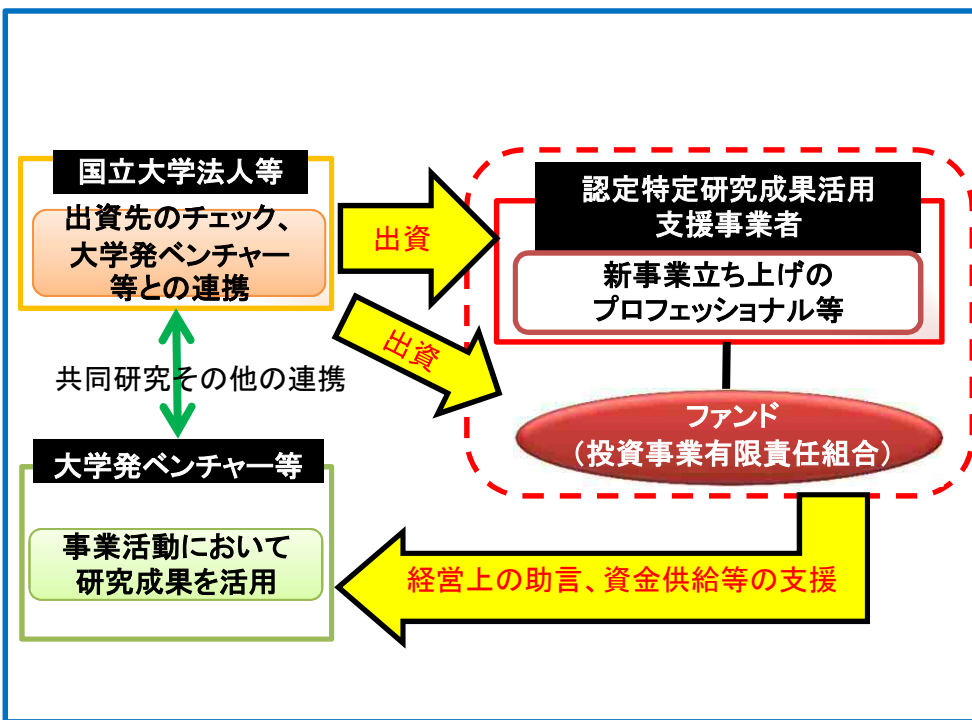 国立大学法人等
出資先のチェック、
大学発ベンチャー
等との連携
出資
出資
認定特定研究成果活用
支援事業者
新事業立ち上げの
プロフェッショナル等
ファンド
（投資事業有限責任組合）
共同研究その他の連携
大学発ベンチャー等
事業活動において
研究成果を活用
経営上の助言、資金供給等の支援